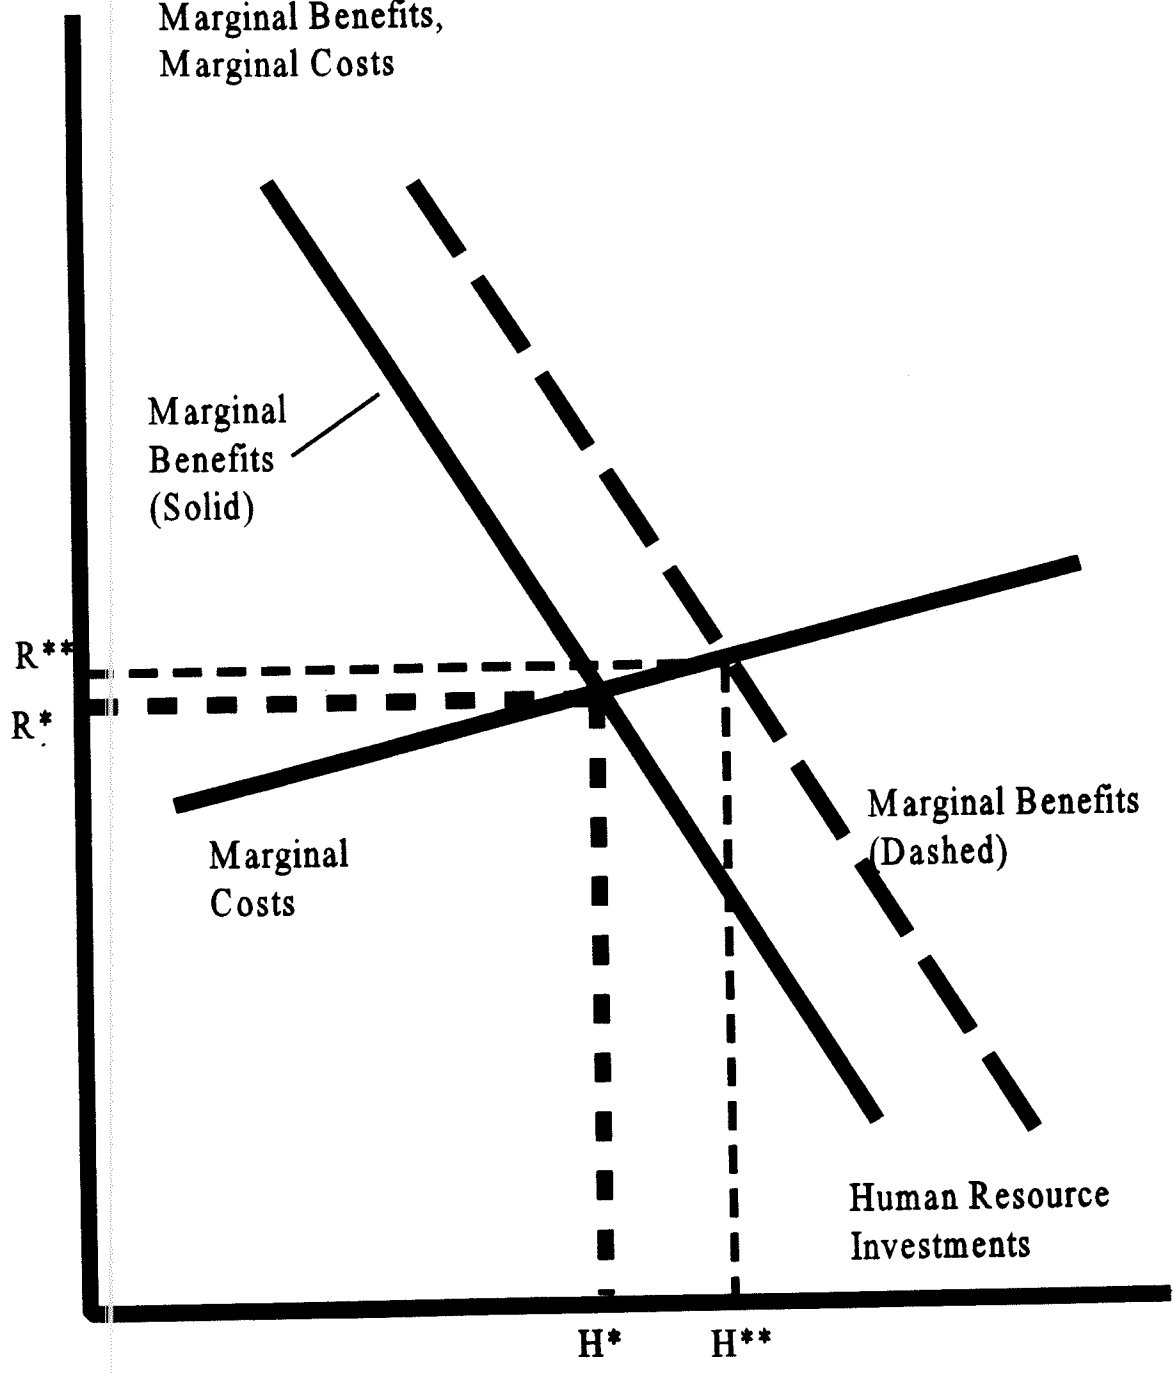 Marginal Benefits,
Marginal Costs
Marginal
Benefits
(Solid)
R**
R*
Marginal Benefits
(Dashed)
Marginal
Costs
Human Resource
Investments
H* H**